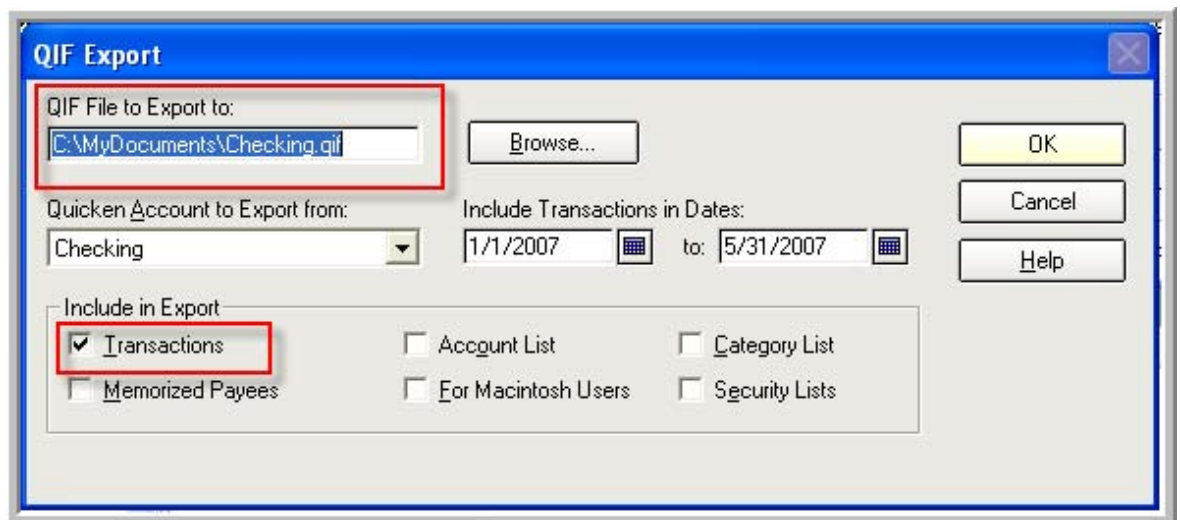 QIF Export
QIF File to Export to:
C:\MyDocuments\Checking.qif
Browse...
OK
Cancel
Help
Quicken Account to Export from:
Checking
Include Transactions in Dates:
1/1/2007 to: 5/31/2007
Include in Export
Transactions
Account List
Category List
Memorized Payees
For Macintosh Users
Security Lists